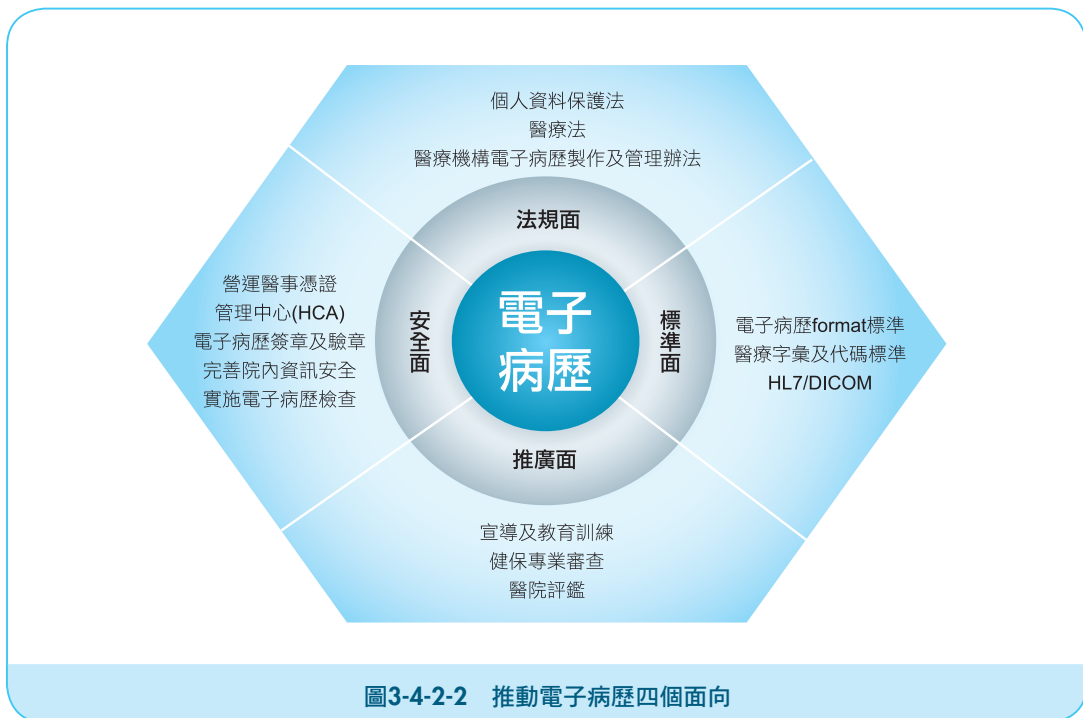 個人資料保護法
醫療法
醫療機構電子病歷製作及管理辦法
法規面
營運醫事憑證
管理中心(HCA)
電子病歷簽章及驗章
完善院內資訊安全
實施電子病歷檢查
安全面
電子
病歷
標準面
電子病歷format標準
醫療字彙及代碼標準
HL7/DICOM
推廣面
宣導及教育訓練
健保專業審查
醫院評鑑
圖3-4-2-2 推動電子病歷四個面向